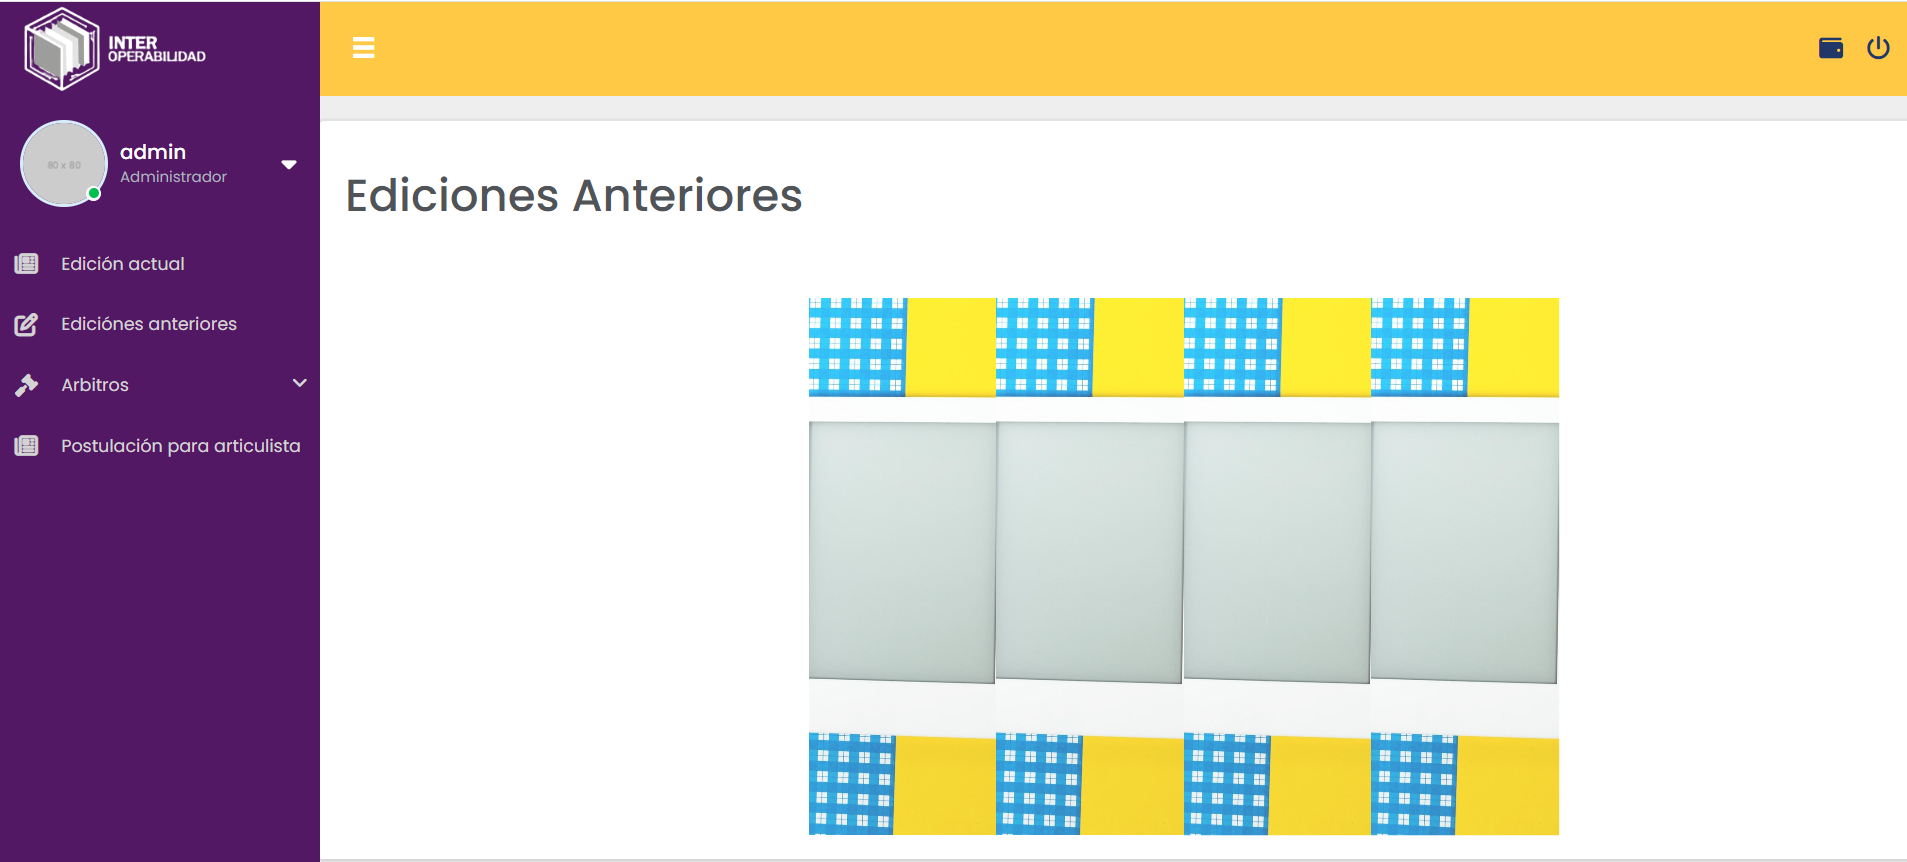 INTER
OPERABILIDAD
80 x 80
admin
Administrador
Edición actual
Ediciónes anteriores
Arbitros
Postulación para articulista
Ediciones Anteriores